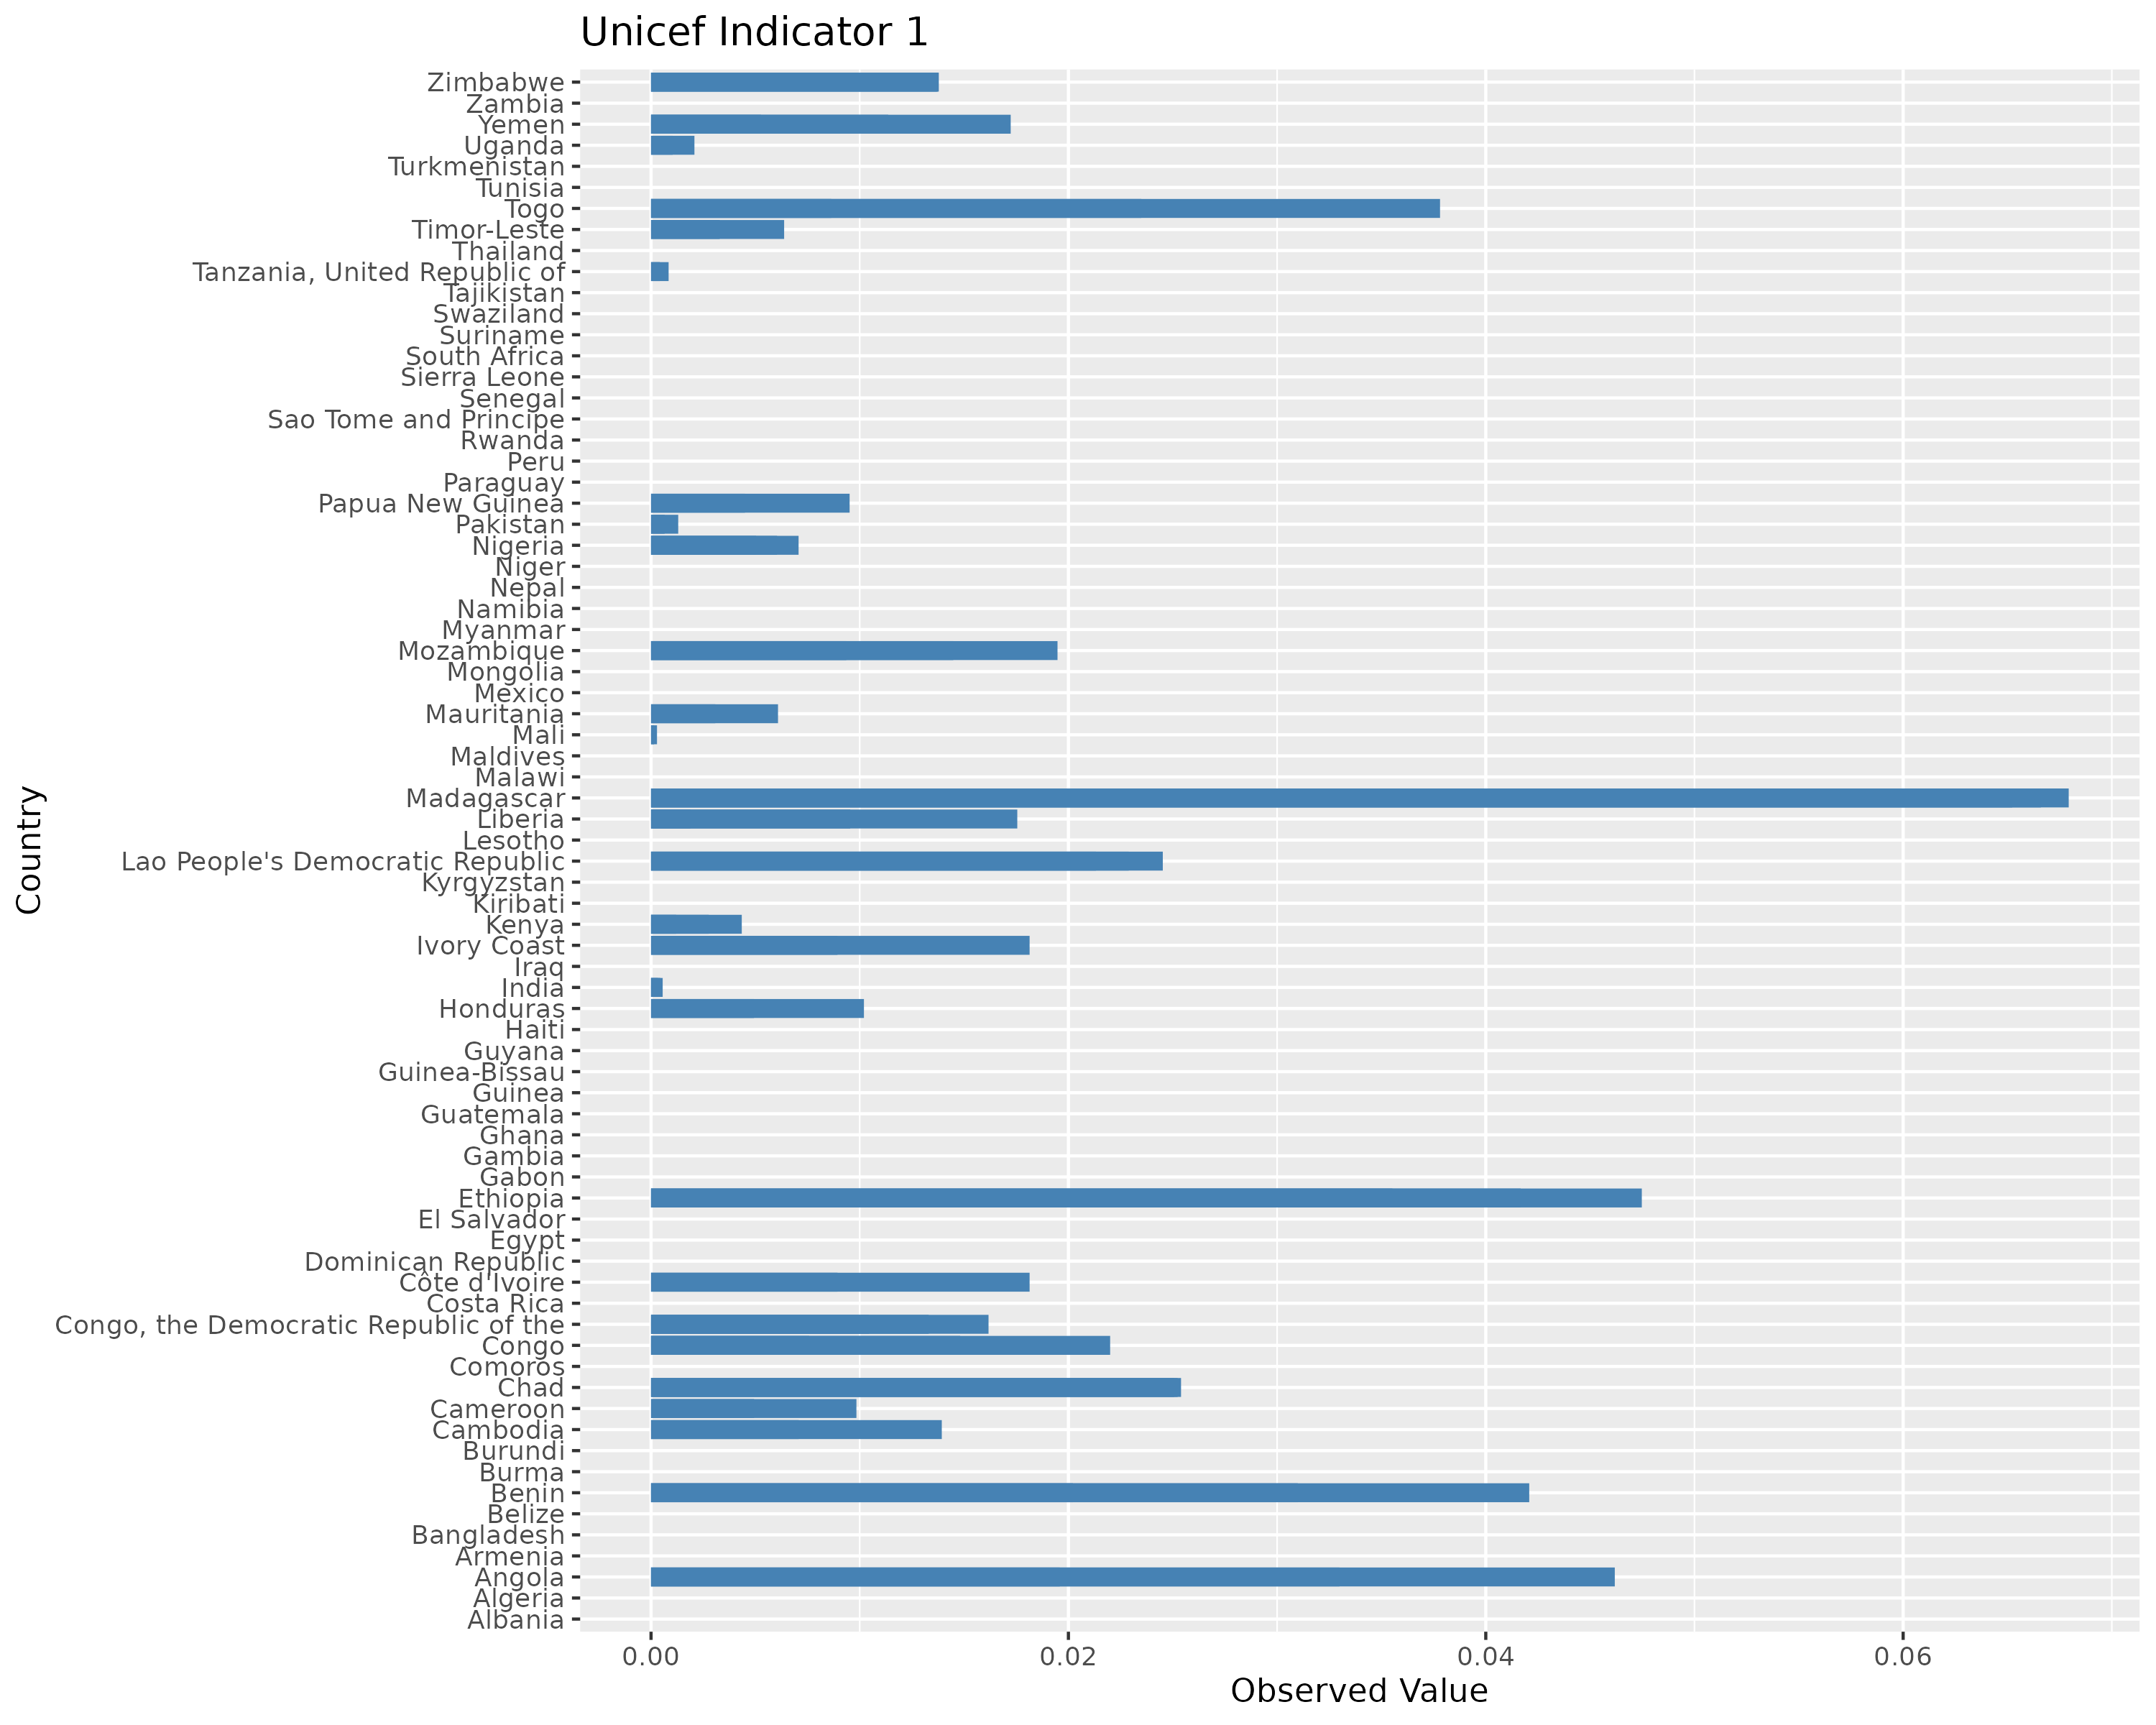 Unicef Indicator 1
Zimbabwe
Zambia
Yemen
Uganda
Turkmenistan
Tunisia
Togo
Timor-Leste
Thailand
Tanzania, United Republic of
Tajikistan
Swaziland
Suriname
South Africa
Sierra Leone
Senegal
Sao Tome and Principe
Rwanda
Peru
Paraguay
Papua New Guinea
Pakistan
Nigeria
Niger
Nepal
Namibia
Myanmar
Mozambique
Mongolia
Mexico
Mauritania
Mali
Maldives
Malawi
Madagascar
Liberia
Lesotho
Lao People's Democratic Republic
Kyrgyzstan
Kiribati
Kenya
Ivory Coast
Iraq
India
Honduras
Haiti
Guyana
Guinea-Bissau
Guinea
Guatemala
Ghana
Gambia
Gabon
Ethiopia
El Salvador
Egypt
Dominican Republic
Côte d'Ivoire
Costa Rica
Congo, the Democratic Republic of the
Congo
Comoros
Chad
Cameroon
Cambodia
Burundi
Burma
Benin
Belize
Bangladesh
Armenia
Angola
Algeria
Albania
Country
0.00 0.02 0.04 0.06
Observed Value